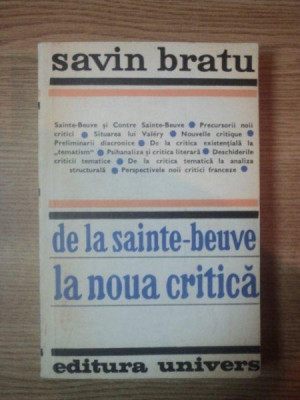 savin bratu
Sainte-Beuve și Contre Sainte-Beuve ● Precursorii noii
critici ● Situarea lui Valéry ● Nouvelle critique ●
Preliminarii diacronice ● De la critica existențială la
„tematism” ● Psihanaliza și critica literară ● Deschiderile
criticii tematice ● De la critica tematică la analiza
structurală ● Perspectivele noii critici franceze ●
de la sainte-beuve
la noua critică
editura univers